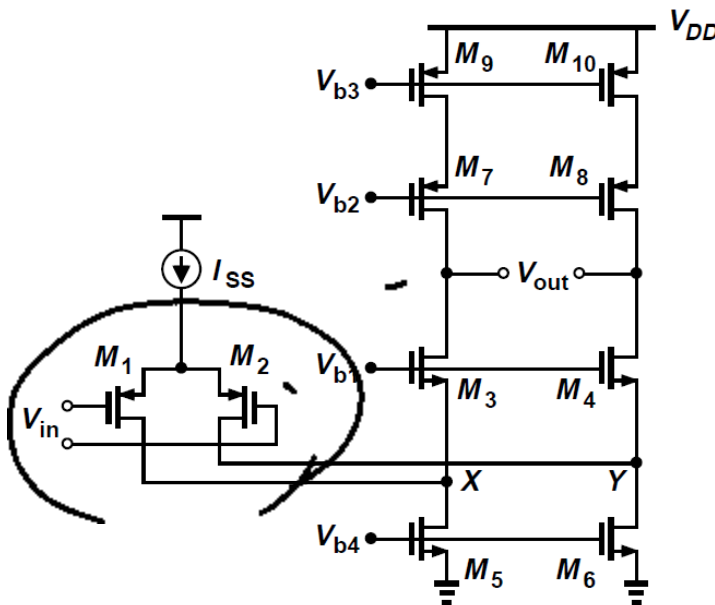 V_DD
M_9 M_10
V_b3
M_7 M_8
V_b2
I_SS
V_out
M_1 M_2
V_b1
M_3 M_4
V_in
X Y
V_b4
M_5 M_6